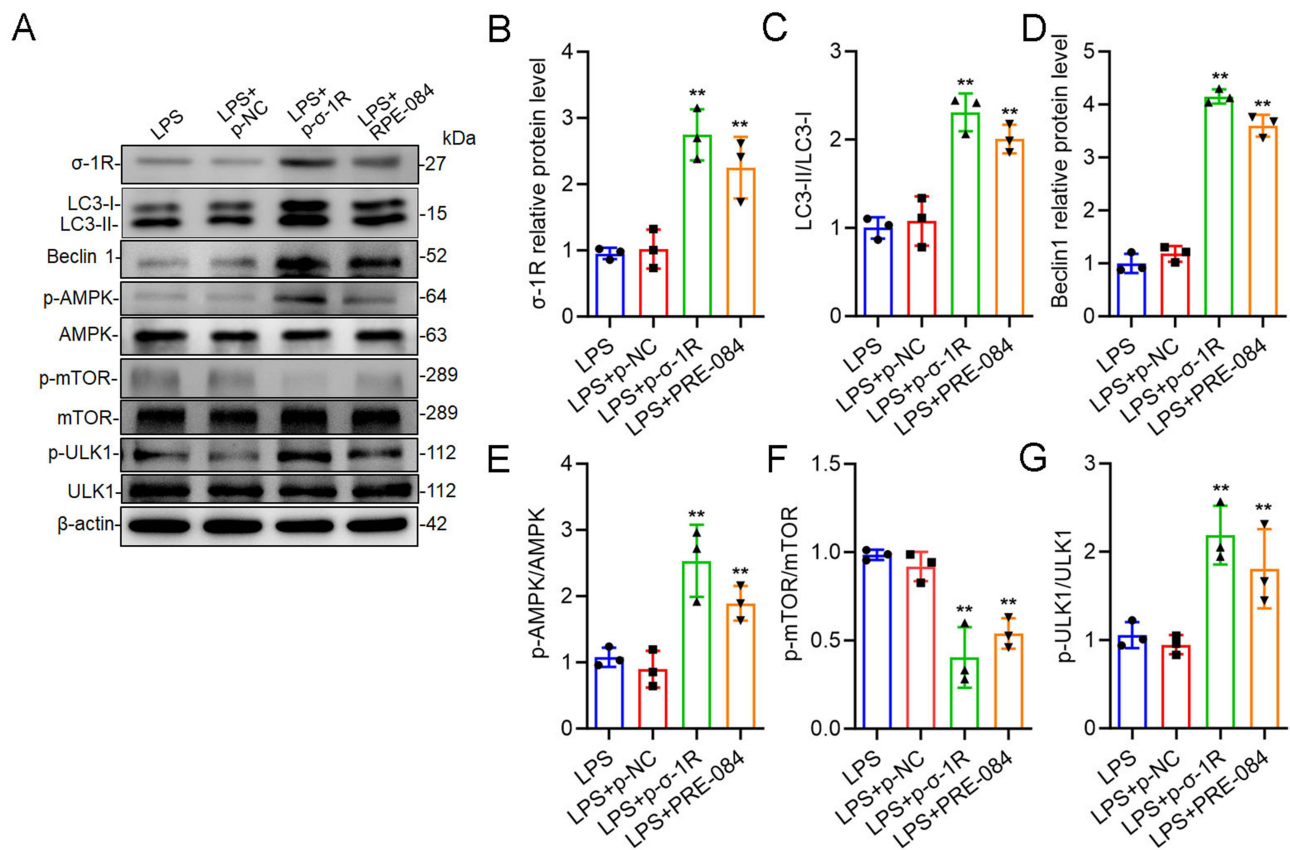 A
LPS
LPS+
p-NC
LPS+
p-σ-1R
LPS+
RPE-084
kDa
σ-1R- -27
LC3-I-
LC3-II- -15
Beclin 1 -52
p-AMPK- -64
AMPK- -63
p-mTOR- -289
mTOR- -289
p-ULK1- -112
ULK1- -112
β-actin- -42
B
σ-1R relative protein level
4
3
2
1
0
**
**
LPS
LPS+p-NC
LPS+p-σ-1R
LPS+PRE-084
C
LC3-II/LC3-I
3
2
1
0
**
**
LPS
LPS+p-NC
LPS+p-σ-1R
LPS+PRE-084
D
Beclin1 relative protein level
5
4
3
2
1
0
**
**
LPS
LPS+p-NC
LPS+p-σ-1R
LPS+PRE-084
E
p-AMPK/AMPK
4
3
2
1
0
**
**
LPS
LPS+p-NC
LPS+p-σ-1R
LPS+PRE-084
F
p-mTOR/mTOR
1.5
1.0
0.5
0.0
**
**
LPS
LPS+p-NC
LPS+p-σ-1R
LPS+PRE-084
G
p-ULK1/ULK1
3
2
1
0
**
**
LPS
LPS+p-NC
LPS+p-σ-1R
LPS+PRE-084